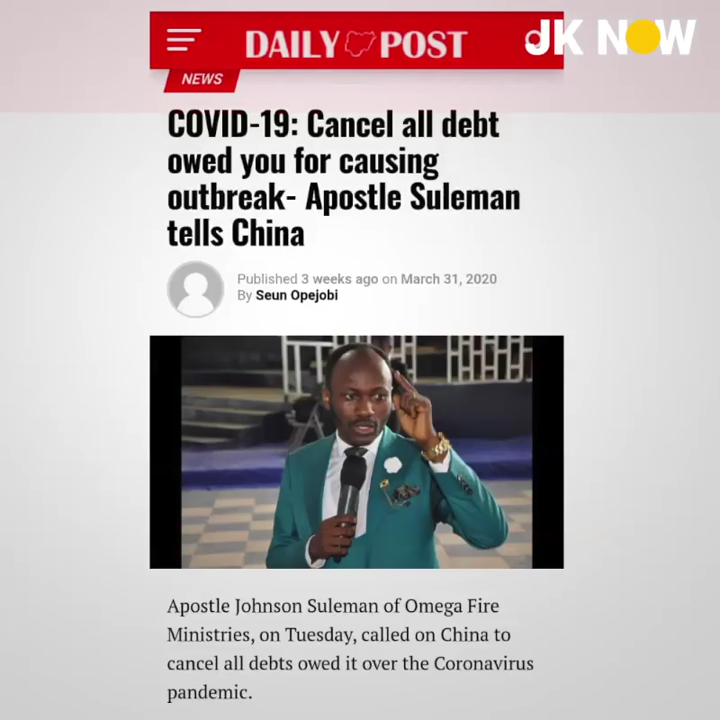 DAILY POST
JK NOW
NEWS
COVID-19: Cancel all debt
owed you for causing
outbreak- Apostle Suleman
tells China
Published 3 weeks ago on March 31, 2020
By Seun Opejobi
Apostle Johnson Suleman of Omega Fire
Ministries, on Tuesday, called on China to
cancel all debts owed it over the Coronavirus
pandemic.